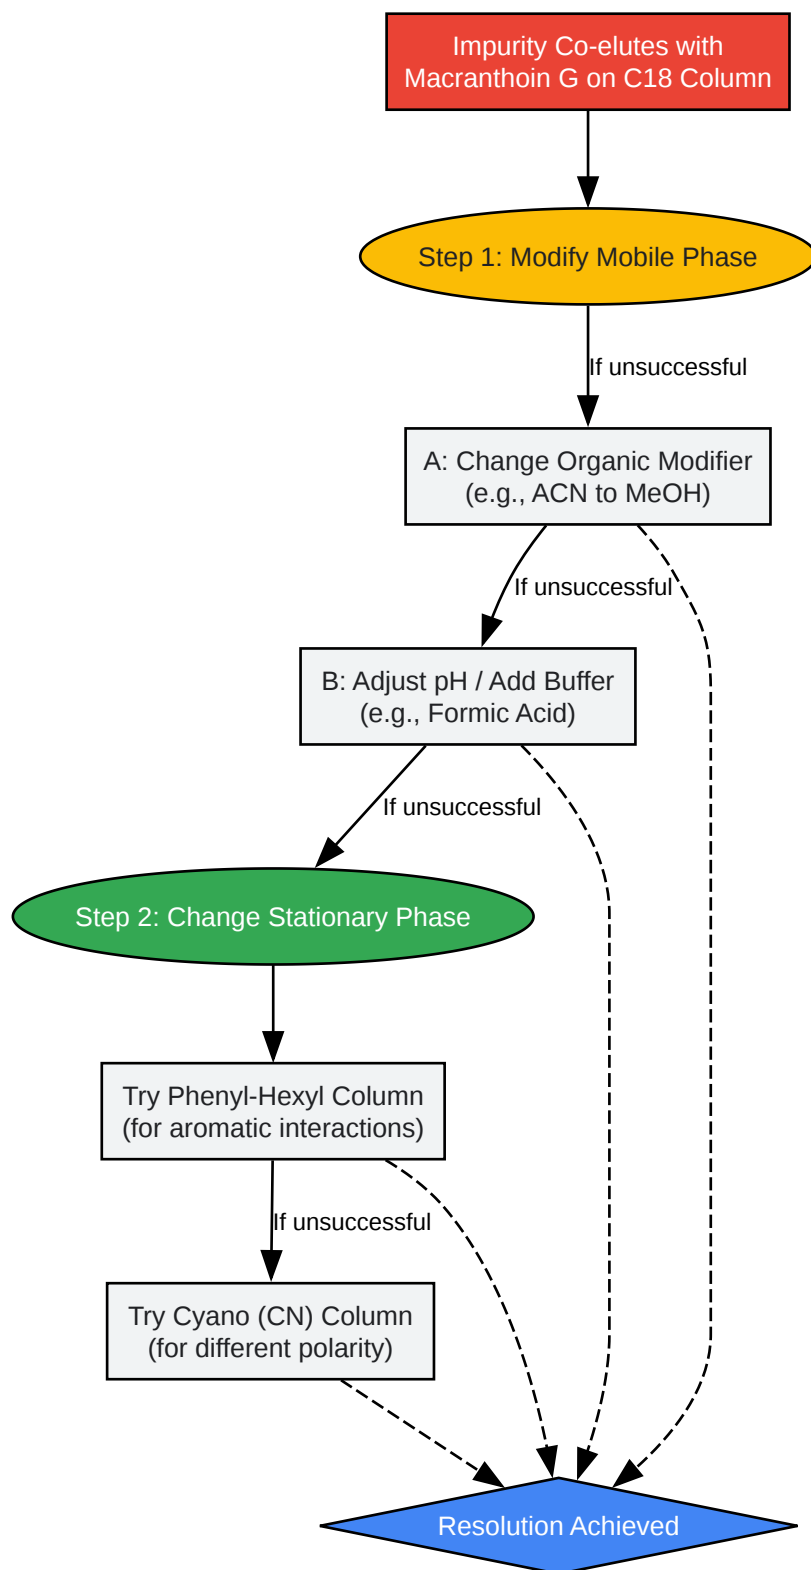 Impurity Co-elutes with
Macranthoin G on C18 Column
Step 1: Modify Mobile Phase
If unsuccessful
A: Change Organic Modifier
(e.g., ACN to MeOH)
If unsuccessful
B: Adjust pH / Add Buffer
(e.g., Formic Acid)
If unsuccessful
Step 2: Change Stationary Phase
Try Phenyl-Hexyl Column
(for aromatic interactions)
If unsuccessful
Try Cyano (CN) Column
(for different polarity)
Resolution Achieved